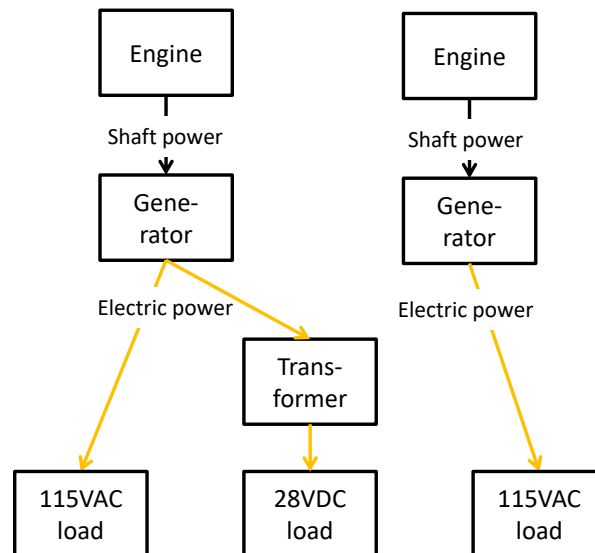 Engine
Engine
Shaft power
Shaft power
Gene-
rator
Gene-
rator
Electric power
Electric power
Trans-
former
115VAC
load
28VDC
load
115VAC
load